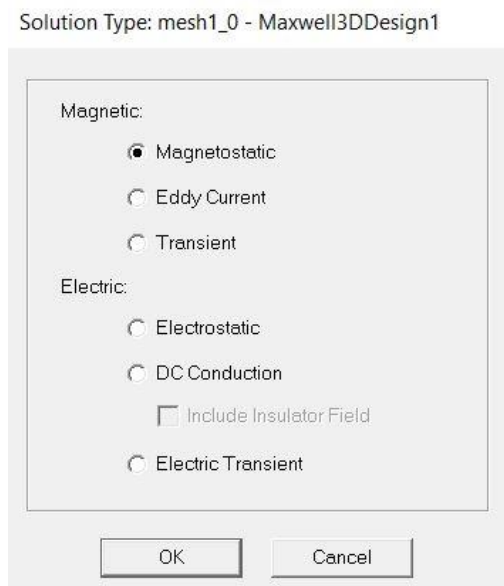 Solution Type: mesh1_0 - Maxwell3DDesign1
Magnetic:
Magnetostatic
Eddy Current
Transient
Electric:
Electrostatic
DC Conduction
Include Insulator Field
Electric Transient
OK
Cancel